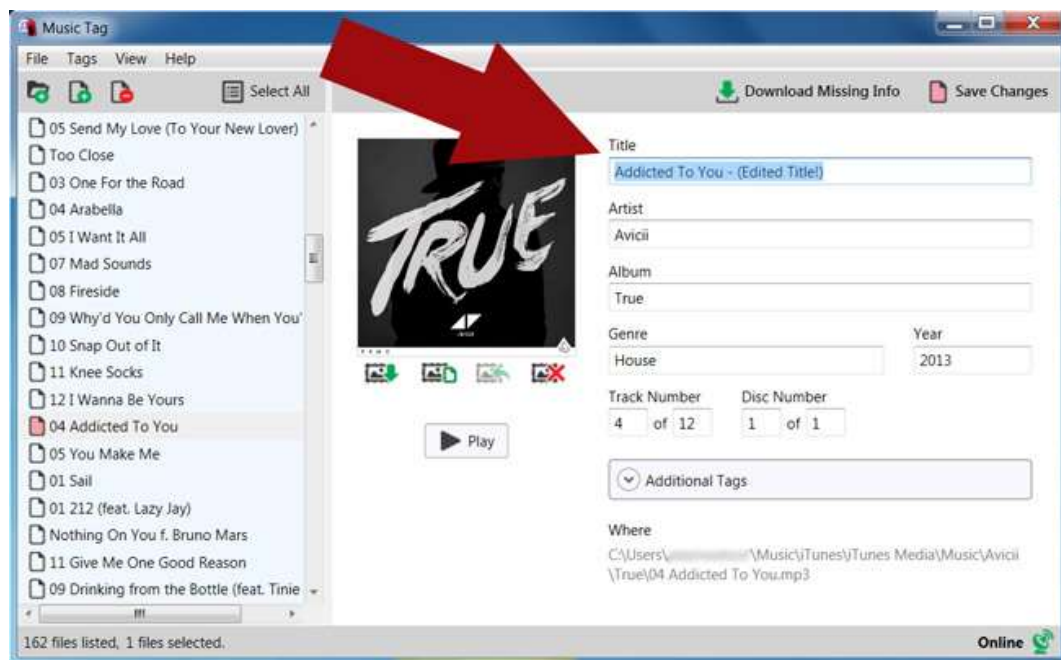 Music Tag
File Tags View Help
Select All
Download Missing Info
Save Changes
05 Send My Love (To Your New Lover)
Too Close
03 One For the Road
04 Arabella
05 I Want It All
07 Mad Sounds
08 Fireside
09 Why'd You Only Call Me When You'
10 Snap Out of It
11 Knee Socks
12 I Wanna Be Yours
04 Addicted To You
05 You Make Me
01 Sail
01 212 (feat. Lazy Jay)
Nothing On You f. Bruno Mars
11 Give Me One Good Reason
09 Drinking from the Bottle (feat. Tinie
TRUE
Play
Title
Addicted To You - (Edited Title!)
Artist
Avicii
Album
True
Genre
Year
House
2013
Track Number
Disc Number
4 of 12
1 of 1
Additional Tags
Where
C:\Users\ \Music\iTunes\iTunes Media\Music\Avicii
\True\04 Addicted To You.mp3
162 files listed, 1 files selected.
Online